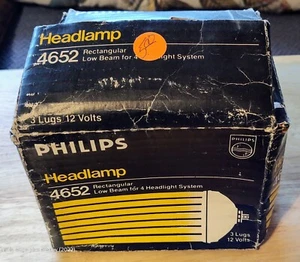 Headlamp
4652 Rectangular
Low Beam for 4 Headlight System
3 Lugs 12 Volts
PHILIPS
PHILIPS
Headlamp
4652 Rectangular
Low Beam for 4 Headlight System
3 Lugs
12 Volts